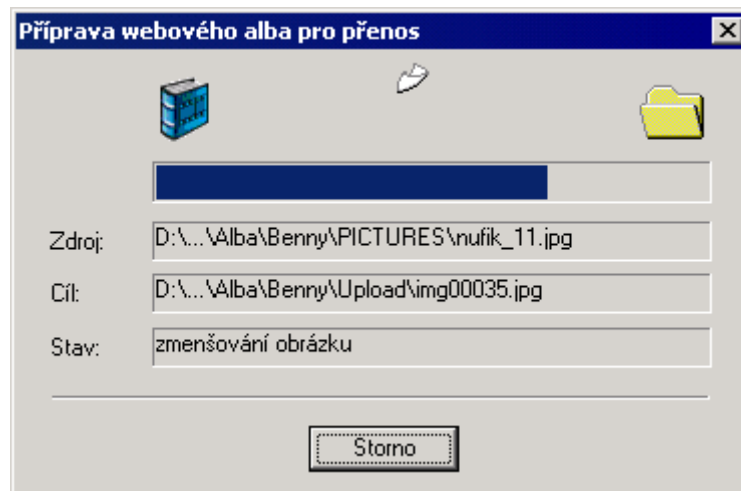 Příprava webového alba pro přenos
Zdroj: D:\...\Alba\Benny\PICTURES\nufik_11.jpg
Cíl: D:\...\Alba\Benny\Upload\img00035.jpg
Stav: zmenšování obrázku
Storno